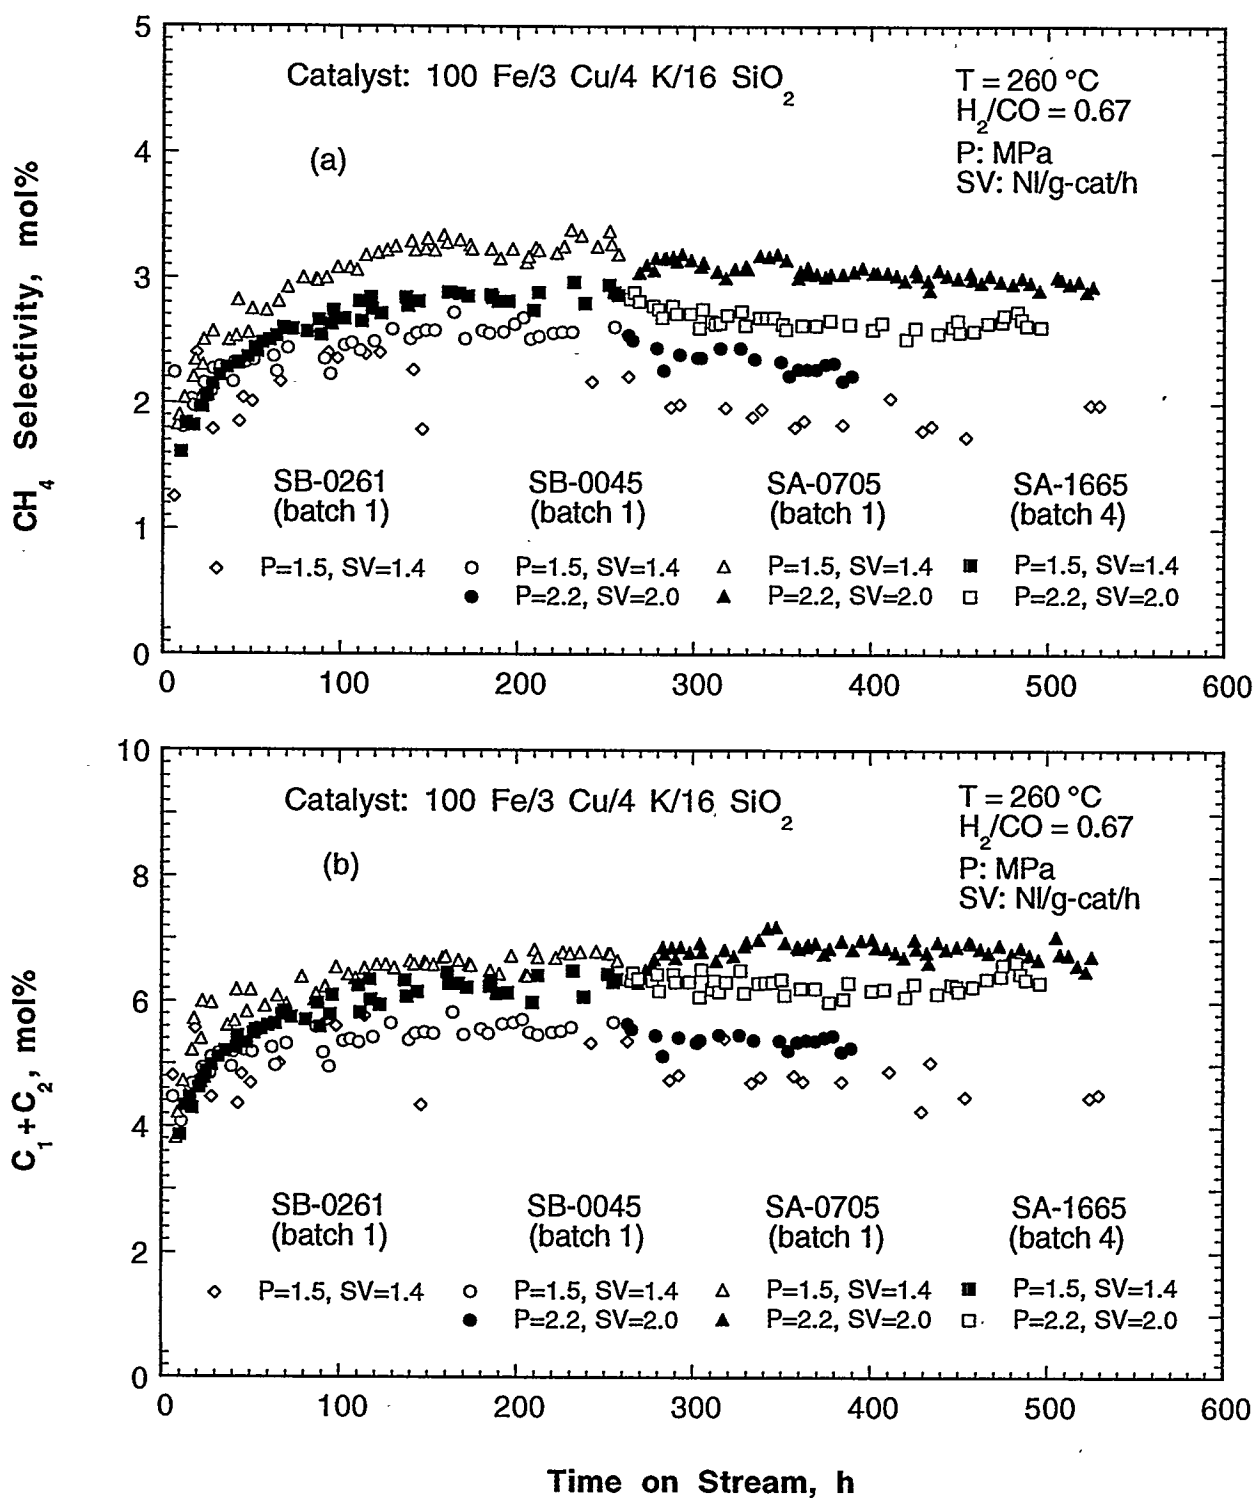 5
Catalyst: 100 Fe/3 Cu/4 K/16 SiO2
T = 260 °C
H2/CO = 0.67
P: MPa
SV: Nl/g-cat/h
4
(a)
3
2
1
0
CH4 Selectivity, mol%
SB-0261 SB-0045 SA-0705 SA-1665
(batch 1) (batch 1) (batch 1) (batch 4)
P=1.5, SV=1.4 P=1.5, SV=1.4 P=1.5, SV=1.4 P=1.5, SV=1.4
P=2.2, SV=2.0 P=2.2, SV=2.0 P=2.2, SV=2.0
0 100 200 300 400 500 600
10
Catalyst: 100 Fe/3 Cu/4 K/16 SiO2
T = 260 °C
H2/CO = 0.67
P: MPa
SV: Nl/g-cat/h
8
(b)
6
4
2
0
C1+C2, mol%
SB-0261 SB-0045 SA-0705 SA-1665
(batch 1) (batch 1) (batch 1) (batch 4)
P=1.5, SV=1.4 P=1.5, SV=1.4 P=1.5, SV=1.4 P=1.5, SV=1.4
P=2.2, SV=2.0 P=2.2, SV=2.0 P=2.2, SV=2.0
0 100 200 300 400 500 600
Time on Stream, h